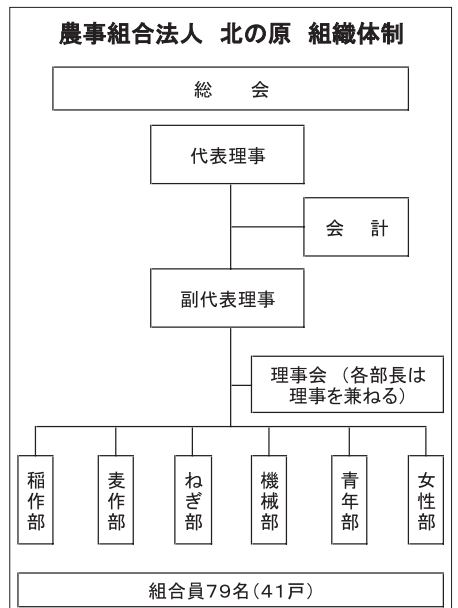 農事組合法人　北の原　組織体制
総　　会
代表理事
会　計
副代表理事
理事会　（各部長は
理事を兼ねる）
稲作部
麦作部
ねぎ部
機械部
青年部
女性部
組合員79名（41戸）